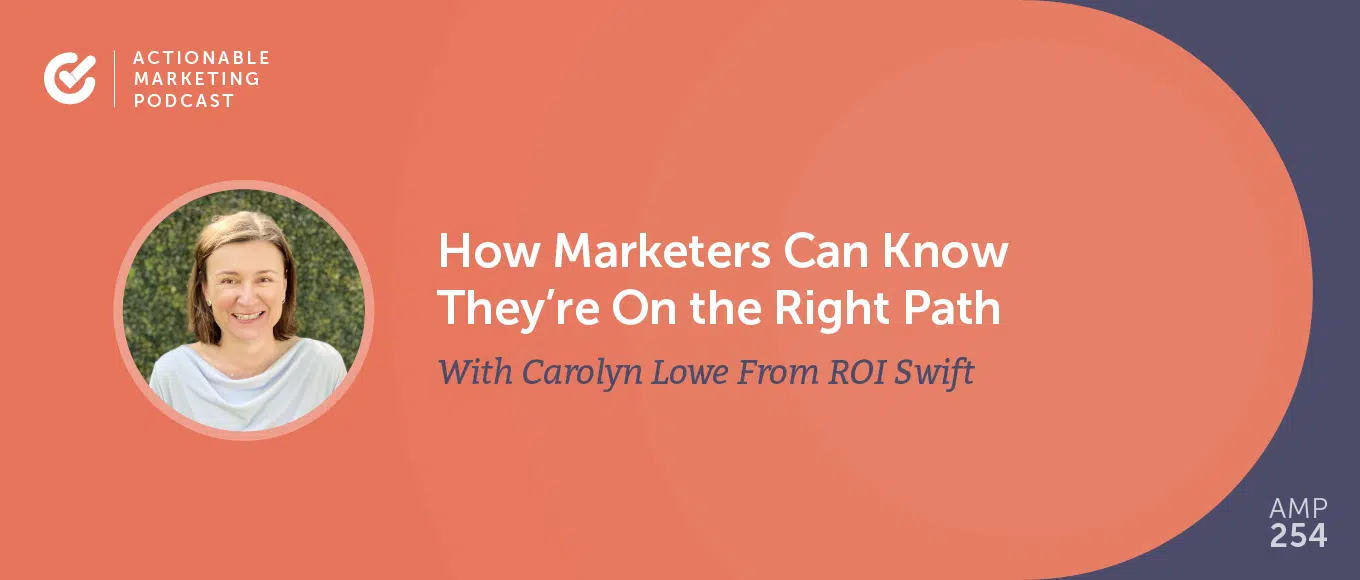 ACTIONABLE
MARKETING
PODCAST
How Marketers Can Know
They’re On the Right Path
With Carolyn Lowe From ROI Swift
AMP
254